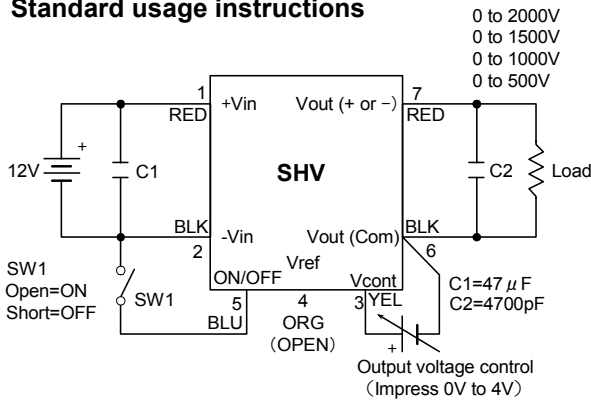 Standard usage instructions
0 to 2000V
0 to 1500V
0 to 1000V
0 to 500V
1
+Vin
Vout (+ or −)
7
RED
RED
+
12V
C1
SHV
C2
Load
BLK
-Vin
Vout (Com)
BLK
2
6
Vref
ON/OFF
Vcont
SW1
Open=ON
Short=OFF
SW1
5
4
3
YEL
BLU
ORG
(OPEN)
C1=47 μ F
C2=4700pF
+
Output voltage control
(Impress 0V to 4V)